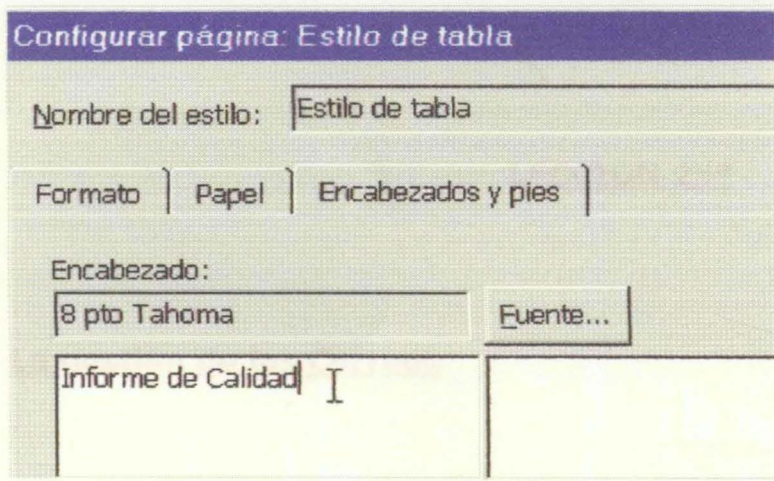 Configurar página: Estilo de tabla
Nombre del estilo: Estilo de tabla
Formato Papel Encabezados y pies
Encabezado:
8 pto Tahoma Fuente...
Informe de Calidad